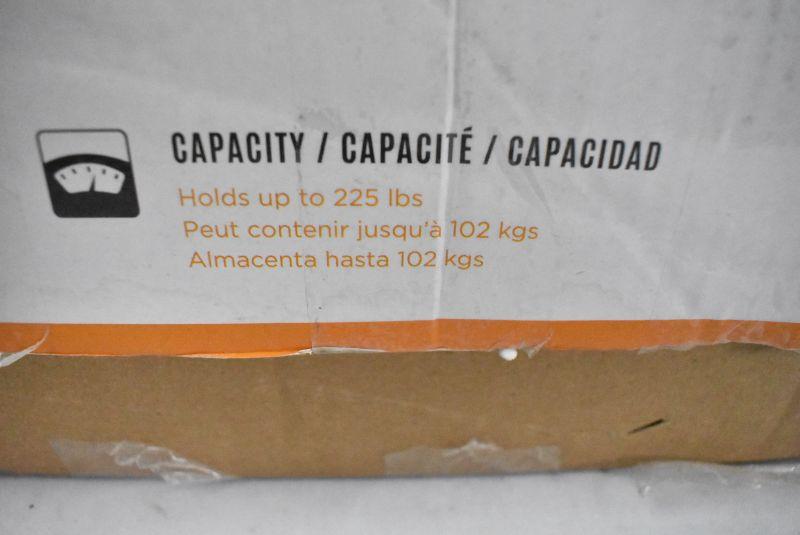 CAPACITY / CAPACITÉ / CAPACIDAD
Holds up to 225 lbs
Peut contenir jusqu'à 102 kgs
Almacenta hasta 102 kgs